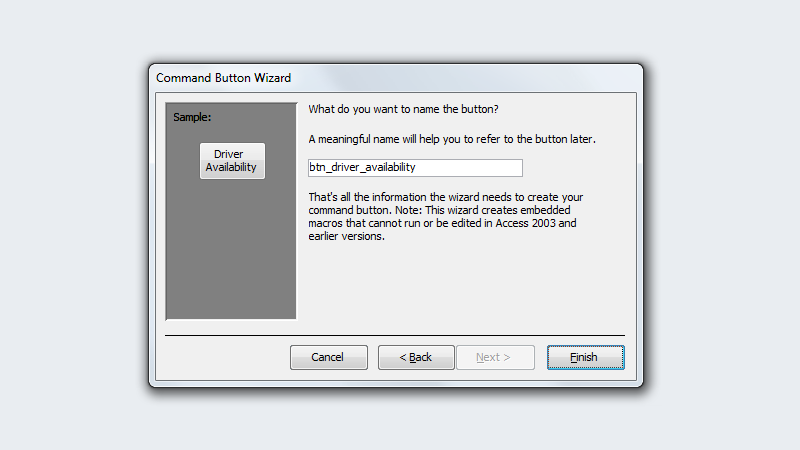 Command Button Wizard
Sample:
Driver
Availability
What do you want to name the button?
A meaningful name will help you to refer to the button later.
btn_driver_availability
That's all the information the wizard needs to create your
command button. Note: This wizard creates embedded
macros that cannot run or be edited in Access 2003 and
earlier versions.
Cancel
< Back
Next >
Finish